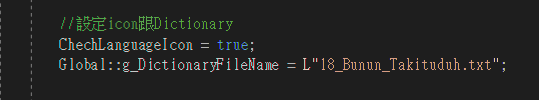 //設定icon跟Dictionary
ChechLanguageIcon = true;
Global::g_DictionaryFileName = L"18_Bunun_Takituduh.txt";